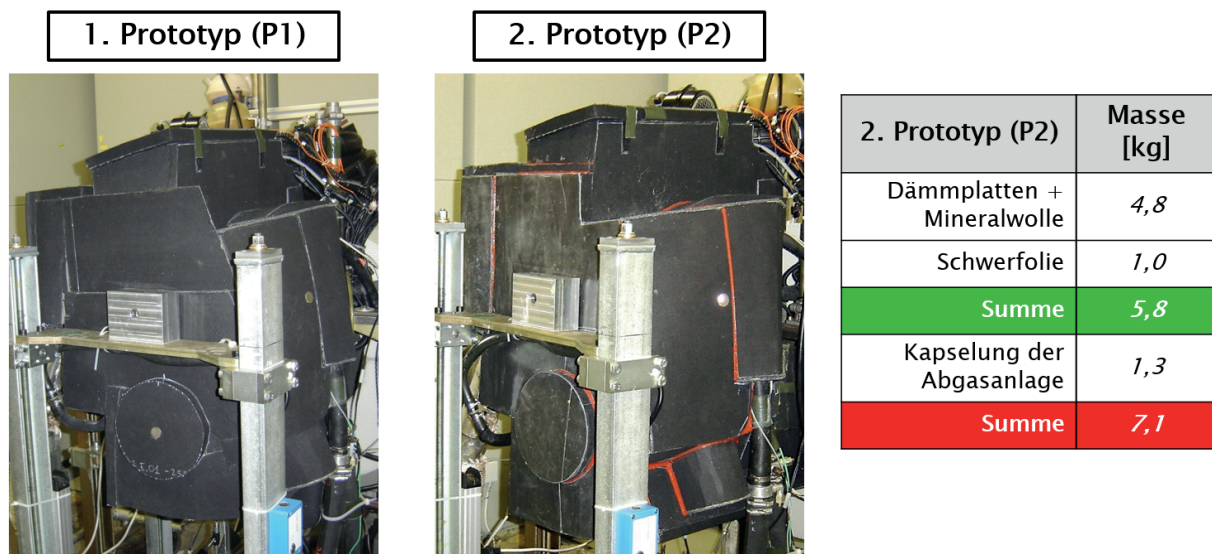 1. Prototyp (P1)
2. Prototyp (P2)
2. Prototyp (P2)
Masse
[kg]
Dämmplatten +
Mineralwolle
4,8
Schwerfolie
1,0
Summe
5,8
Kapselung der
Abgasanlage
1,3
Summe
7,1